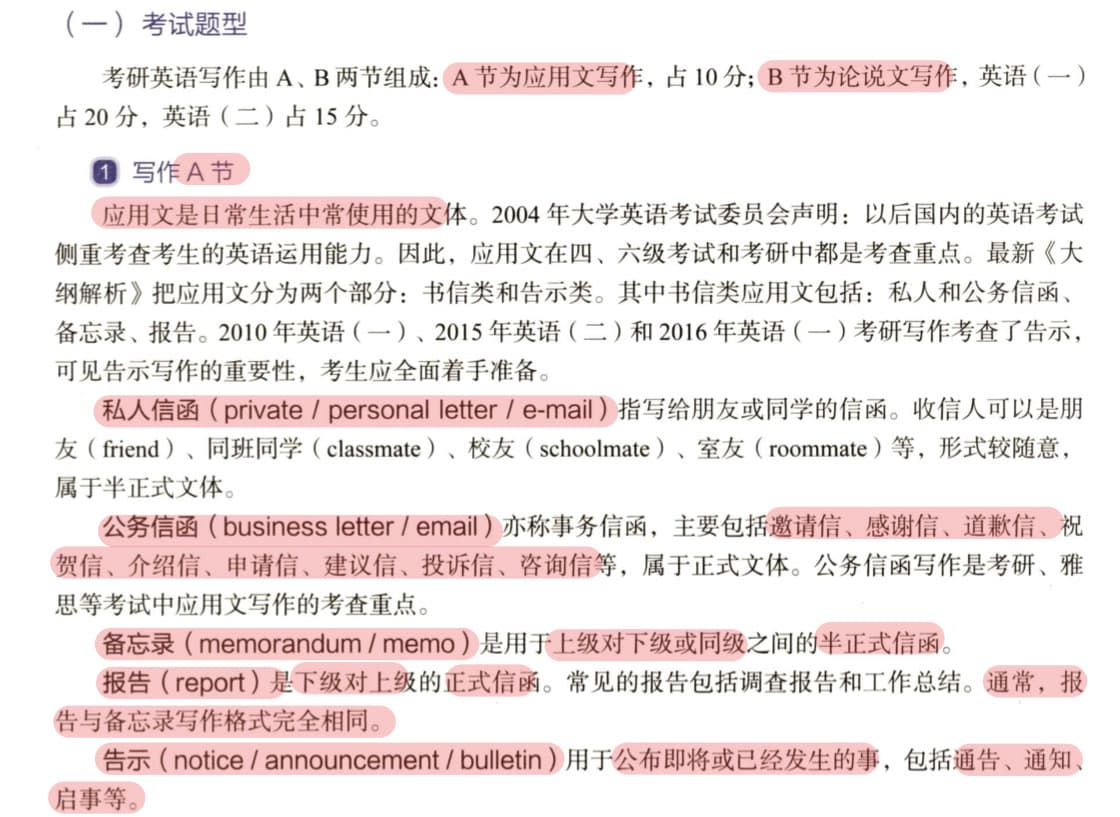 （一）考试题型
考研英语写作由 A、B 两节组成：A 节为应用文写作，占 10 分；B 节为论说文写作，英语（一）
占 20 分，英语（二）占 15 分。
1 写作 A 节
应用文是日常生活中常使用的文体。2004 年大学英语考试委员会声明：以后国内的英语考试
侧重考查考生的英语运用能力。因此，应用文在四、六级考试和考研中都是考查重点。最新《大
纲解析》把应用文分为两个部分：书信类和告示类。其中书信类应用文包括：私人和公务信函、
备忘录、报告。2010 年英语（一）、2015 年英语（二）和 2016 年英语（一）考研写作考查了告示，
可见告示写作的重要性，考生应全面着手准备。
私人信函（private / personal letter / e-mail）指写给朋友或同学的信函。收信人可以是朋
友（friend）、同班同学（classmate）、校友（schoolmate）、室友（roommate）等，形式较随意，
属于半正式文体。
公务信函（business letter / email）亦称事务信函，主要包括邀请信、感谢信、道歉信、祝
贺信、介绍信、申请信、建议信、投诉信、咨询信等，属于正式文体。公务信函写作是考研、雅
思等考试中应用文写作的考查重点。
备忘录（memorandum / memo）是用于上级对下级或同级之间的半正式信函。
报告（report）是下级对上级的正式信函。常见的报告包括调查报告和工作总结。通常，报
告与备忘录写作格式完全相同。
告示（notice / announcement / bulletin）用于公布即将或已经发生的事，包括通告、通知、
启事等。